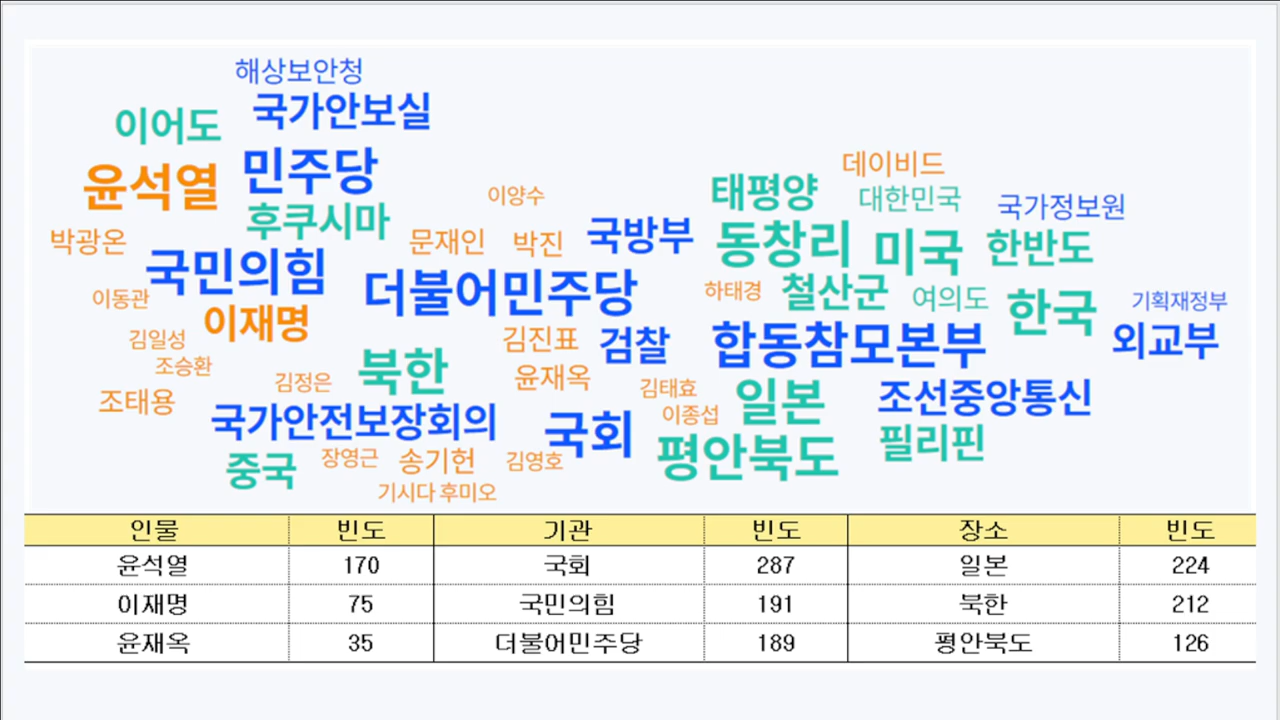 해상보안청
이어도 국가안보실
윤석열 민주당
데이비드
이양수 태평양 대한민국 국가정보원
후쿠시마
박광온 문재인 박진 국방부 동창리 미국 한반도
국민의힘
이동관 더불어민주당 하태경 철산군 여의도 한국 기획재정부
이재명
김일성 김진표 검찰 합동참모본부 외교부
조승환 북한
김정은 윤재옥 김태효
조태용 이종섭 일본 조선중앙통신
국가안전보장회의 국회
중국 장영근 송기헌 김영호 평안북도 필리핀
기시다 후미오
인물 빈도 기관 빈도 장소 빈도
윤석열 170 국회 287 일본 224
이재명 75 국민의힘 191 북한 212
윤재옥 35 더불어민주당 189 평안북도 126